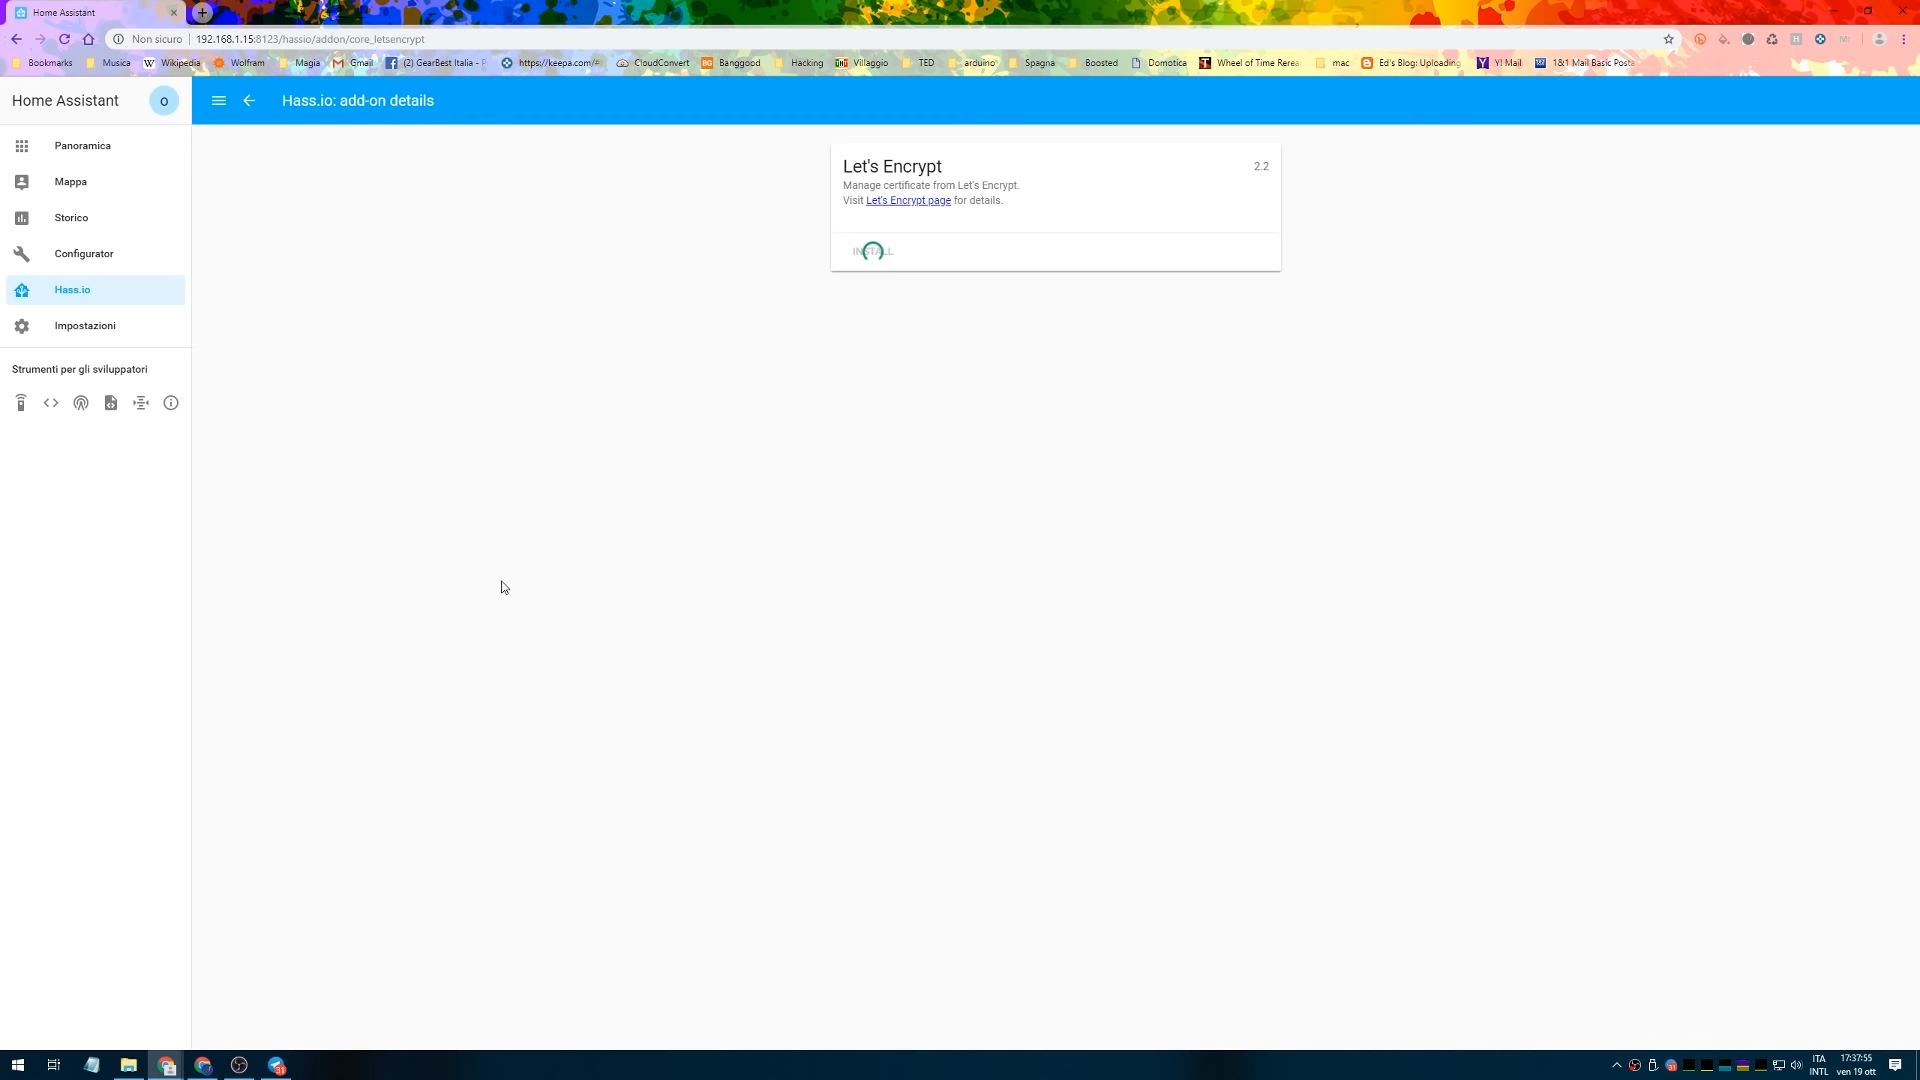 Home Assistant
Non sicuro
192.168.1.15:8123/hassio/addon/core_letsencrypt
Bookmarks
Musica
Wikipedia
Wolfram
Magia
Gmail
(2) GearBest Italia - P
https://keepa.com/#
CloudConvert
Banggood
Hacking
Villaggio
TED
arduino
Spagna
Boosted
Domotica
Wheel of Time Rerea
mac
Ed's Blog: Uploading
Y! Mail
1&1 Mail Basic Posta
Home Assistant
O
Hass.io: add-on details
Panoramica
Mappa
Storico
Configurator
Hass.io
Impostazioni
Strumenti per gli sviluppatori
Let's Encrypt
2.2
Manage certificate from Let's Encrypt.
Visit Let's Encrypt page for details.
INSTALL
ITA
INTL
17:37:55
ven 19 ott